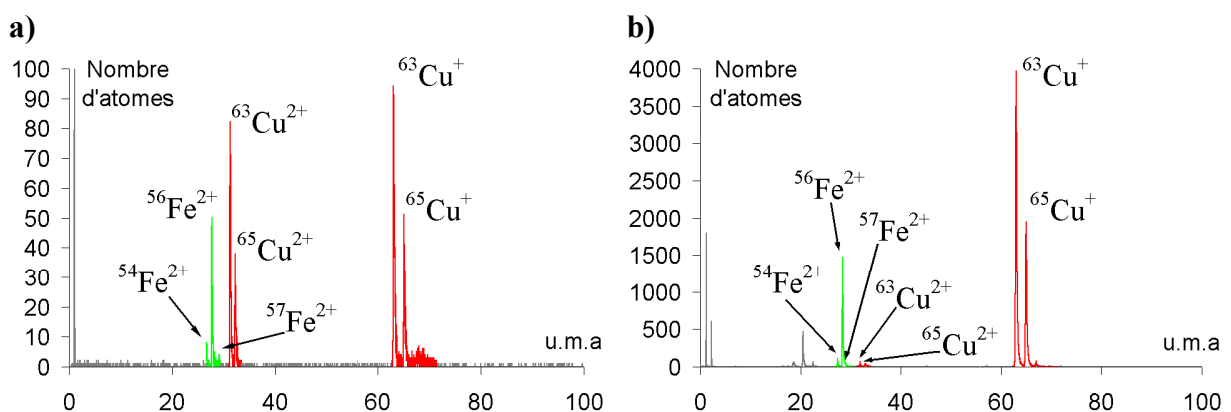 a)
Nombre
d'atomes
100
90
80
70
60
50
40
30
20
10
0
⁵⁴Fe²⁺
⁵⁶Fe²⁺
⁵⁷Fe²⁺
⁶³Cu²⁺
⁶⁵Cu²⁺
⁶³Cu⁺
⁶⁵Cu⁺
u.m.a
0 20 40 60 80 100
b)
Nombre
d'atomes
4000
3500
3000
2500
2000
1500
1000
500
0
⁵⁴Fe²⁺
⁵⁶Fe²⁺
⁵⁷Fe²⁺
⁶³Cu²⁺
⁶⁵Cu²⁺
⁶³Cu⁺
⁶⁵Cu⁺
u.m.a
0 20 40 60 80 100